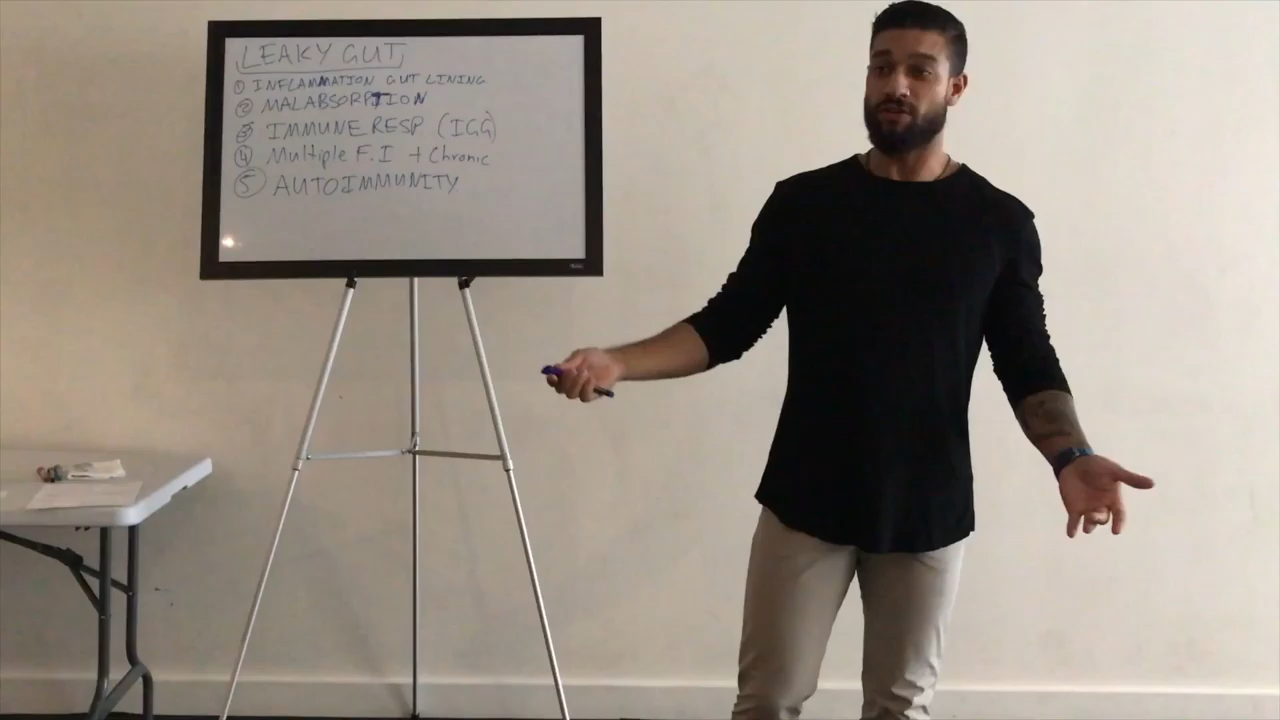 LEAKY GUT
① INFLAMMATION GUT LINING
② MALABSORPTION
③ IMMUNE RESP (IGG)
④ Multiple F.I + Chronic
⑤ AUTOIMMUNITY